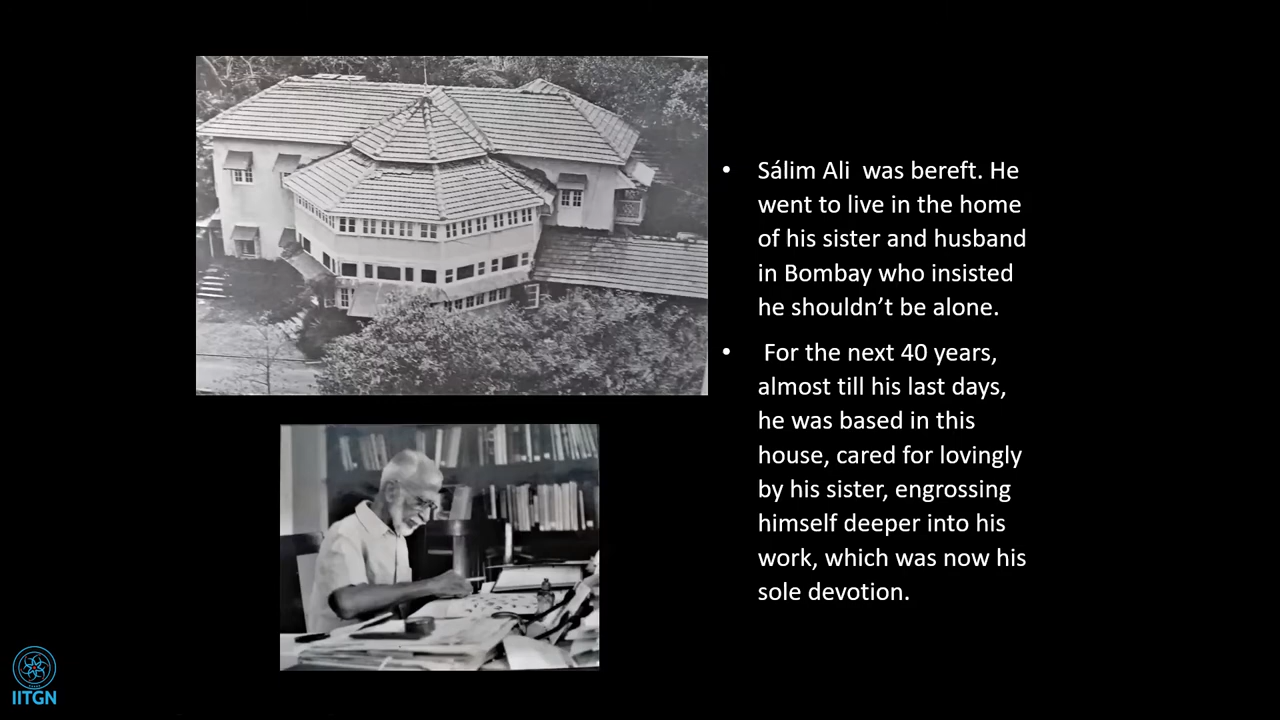 • Sálim Ali  was bereft. He
went to live in the home
of his sister and husband
in Bombay who insisted
he shouldn’t be alone.
•  For the next 40 years,
almost till his last days,
he was based in this
house, cared for lovingly
by his sister, engrossing
himself deeper into his
work, which was now his
sole devotion.
IITGN